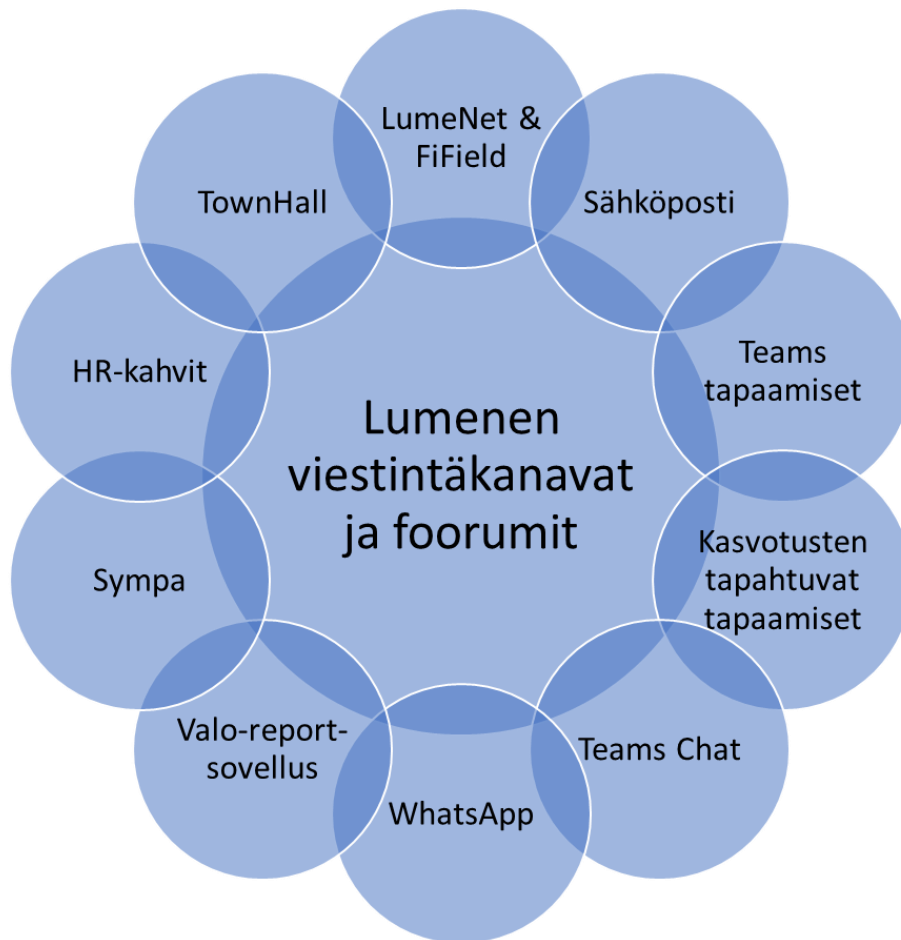 LumeNet &
FiField
Sähköposti
Teams
tapaamiset
Kasvotusten
tapahtuvat
tapaamiset
Teams Chat
WhatsApp
Valo-report-
sovellus
Sympa
HR-kahvit
TownHall
Lumenen
viestintäkanavat
ja foorumit